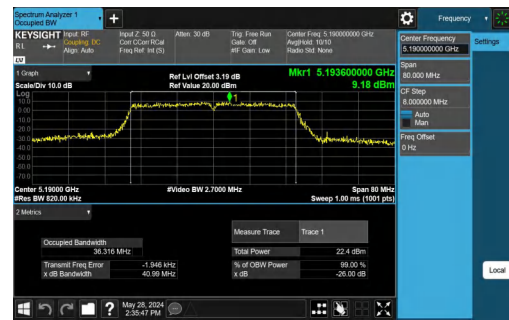 Spectrum Analyzer 1
Occupied BW
+
Frequency
KEYSIGHT Input: RF
RL
Coupling: DC
Align: Auto
Input Z: 50 Ω
Corr CCorr RCal
Freq Ref: Int (S)
Atten: 30 dB
Trig: Free Run
Gate: Off
#IF Gain: Low
Center Freq: 5.190000000 GHz
Avg|Hold: 10/10
Radio Std: None
Center Frequency
5.190000000 GHz
Settings
Span
80.000 MHz
CF Step
8.000000 MHz
Auto
Man
Freq Offset
0 Hz
Local
1 Graph
Scale/Div 10.0 dB
Ref Lvl Offset 3.19 dB
Ref Value 20.00 dBm
Mkr1 5.193600000 GHz
9.18 dBm
Log
10.0
0.00
-10.0
-20.0
-30.0
-40.0
-50.0
-60.0
-70.0
1
Center 5.19000 GHz
#Res BW 820.00 kHz
#Video BW 2.7000 MHz
Span 80 MHz
Sweep 1.00 ms (1001 pts)
2 Metrics
Measure Trace Trace 1
Occupied Bandwidth
36.316 MHz
Total Power 22.4 dBm
Transmit Freq Error -1.946 kHz
% of OBW Power 99.00 %
x dB Bandwidth 40.99 MHz
x dB -26.00 dB
?
May 28, 2024
2:35:47 PM